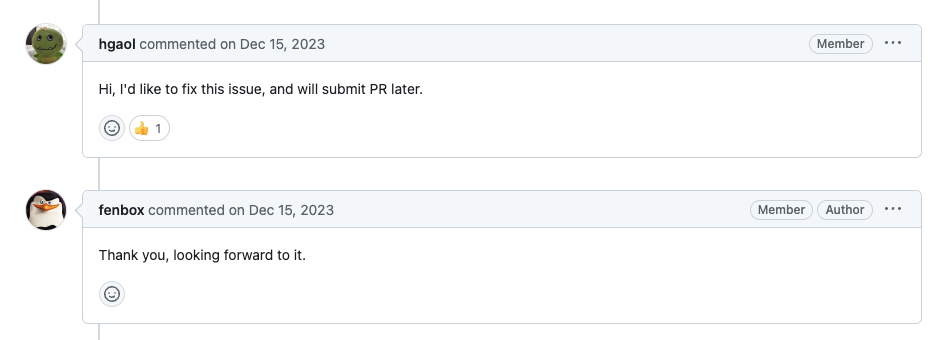 hgaol commented on Dec 15, 2023
Member
Hi, I'd like to fix this issue, and will submit PR later.
👍 1
fenbox commented on Dec 15, 2023
Member
Author
Thank you, looking forward to it.